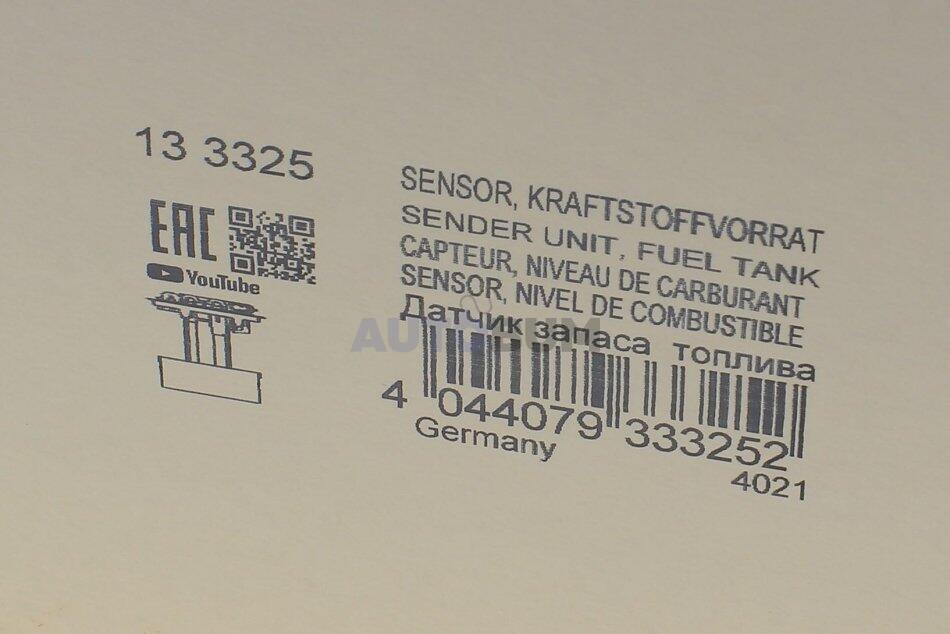 13 3325
EAC
YouTube
SENSOR, KRAFTSTOFFVORRAT
SENDER UNIT, FUEL TANK
CAPTEUR, NIVEAU DE CARBURANT
SENSOR, NIVEL DE COMBUSTIBLE
Датчик запаса топлива
AUTOBUM
4 044079 333252
Germany
4021